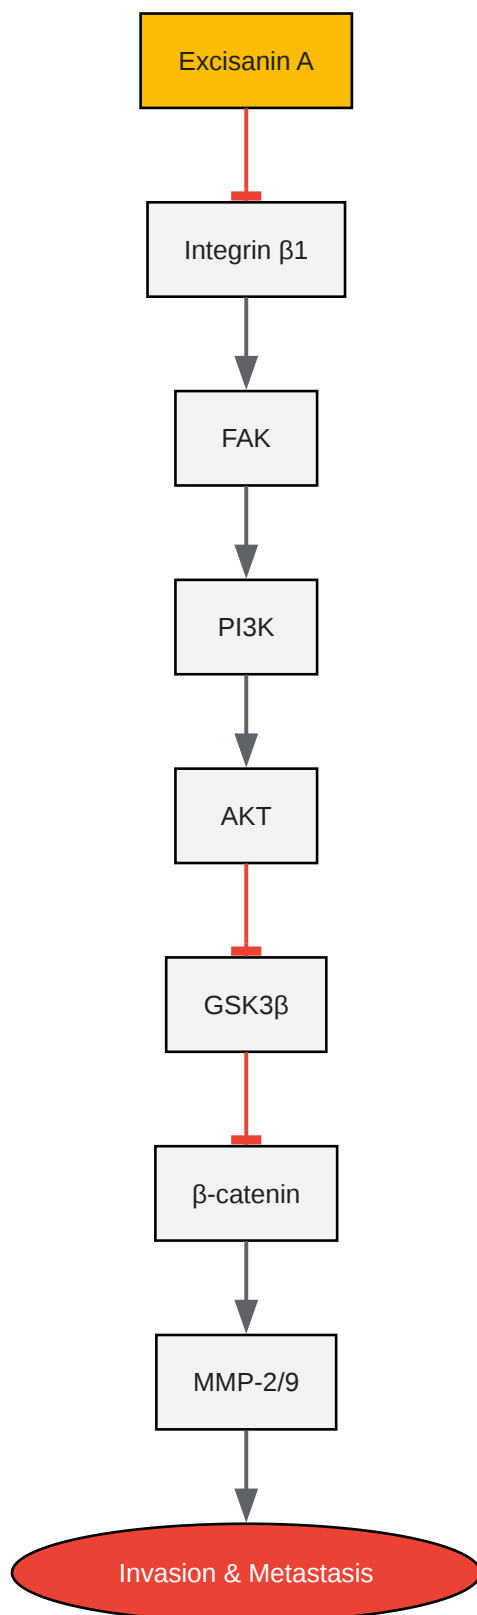 Excisanin A
Integrin β1
FAK
PI3K
AKT
GSK3β
β-catenin
MMP-2/9
Invasion & Metastasis